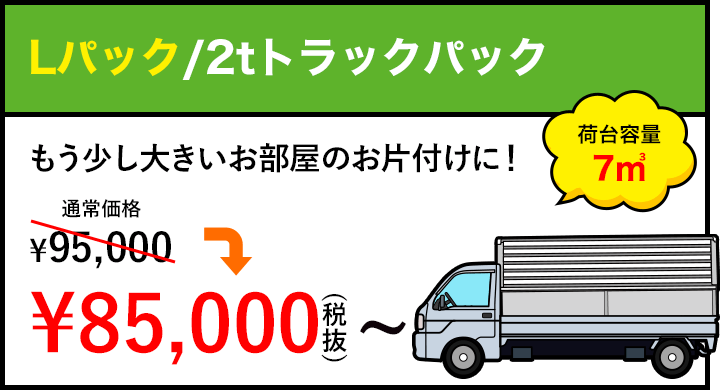 Lパック/2tトラックパック
荷台容量
7㎥
もう少し大きいお部屋のお片付けに！
通常価格
¥95,000
¥85,000(税抜)〜